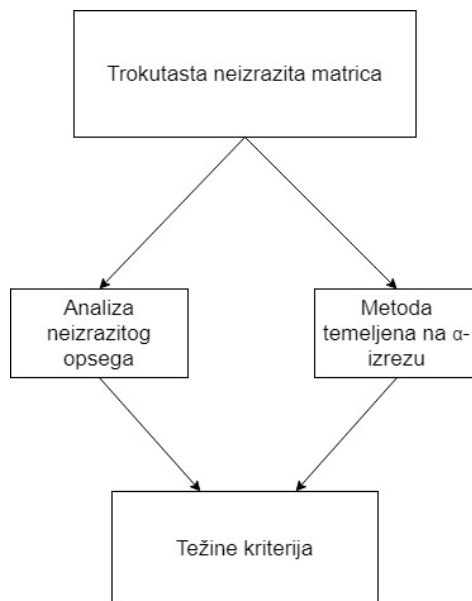 Trokutasta neizrazita matrica
Analiza
neizrazitog
opsega
Metoda
temeljena na α-
izrezu
Težine kriterija